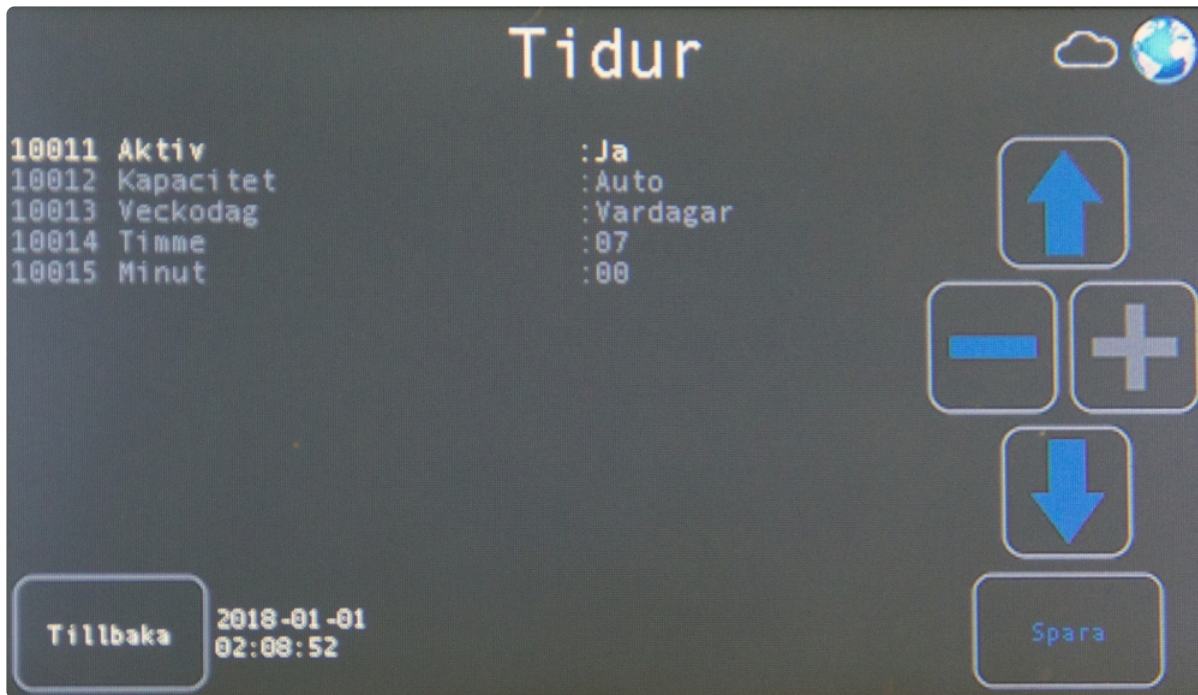 Tidur
10011 Aktiv :Ja
10012 Kapacitet :Auto
10013 Veckodag :Vardagar
10014 Timme :07
10015 Minut :00
Tillbaka
2018-01-01
02:08:52
Spara